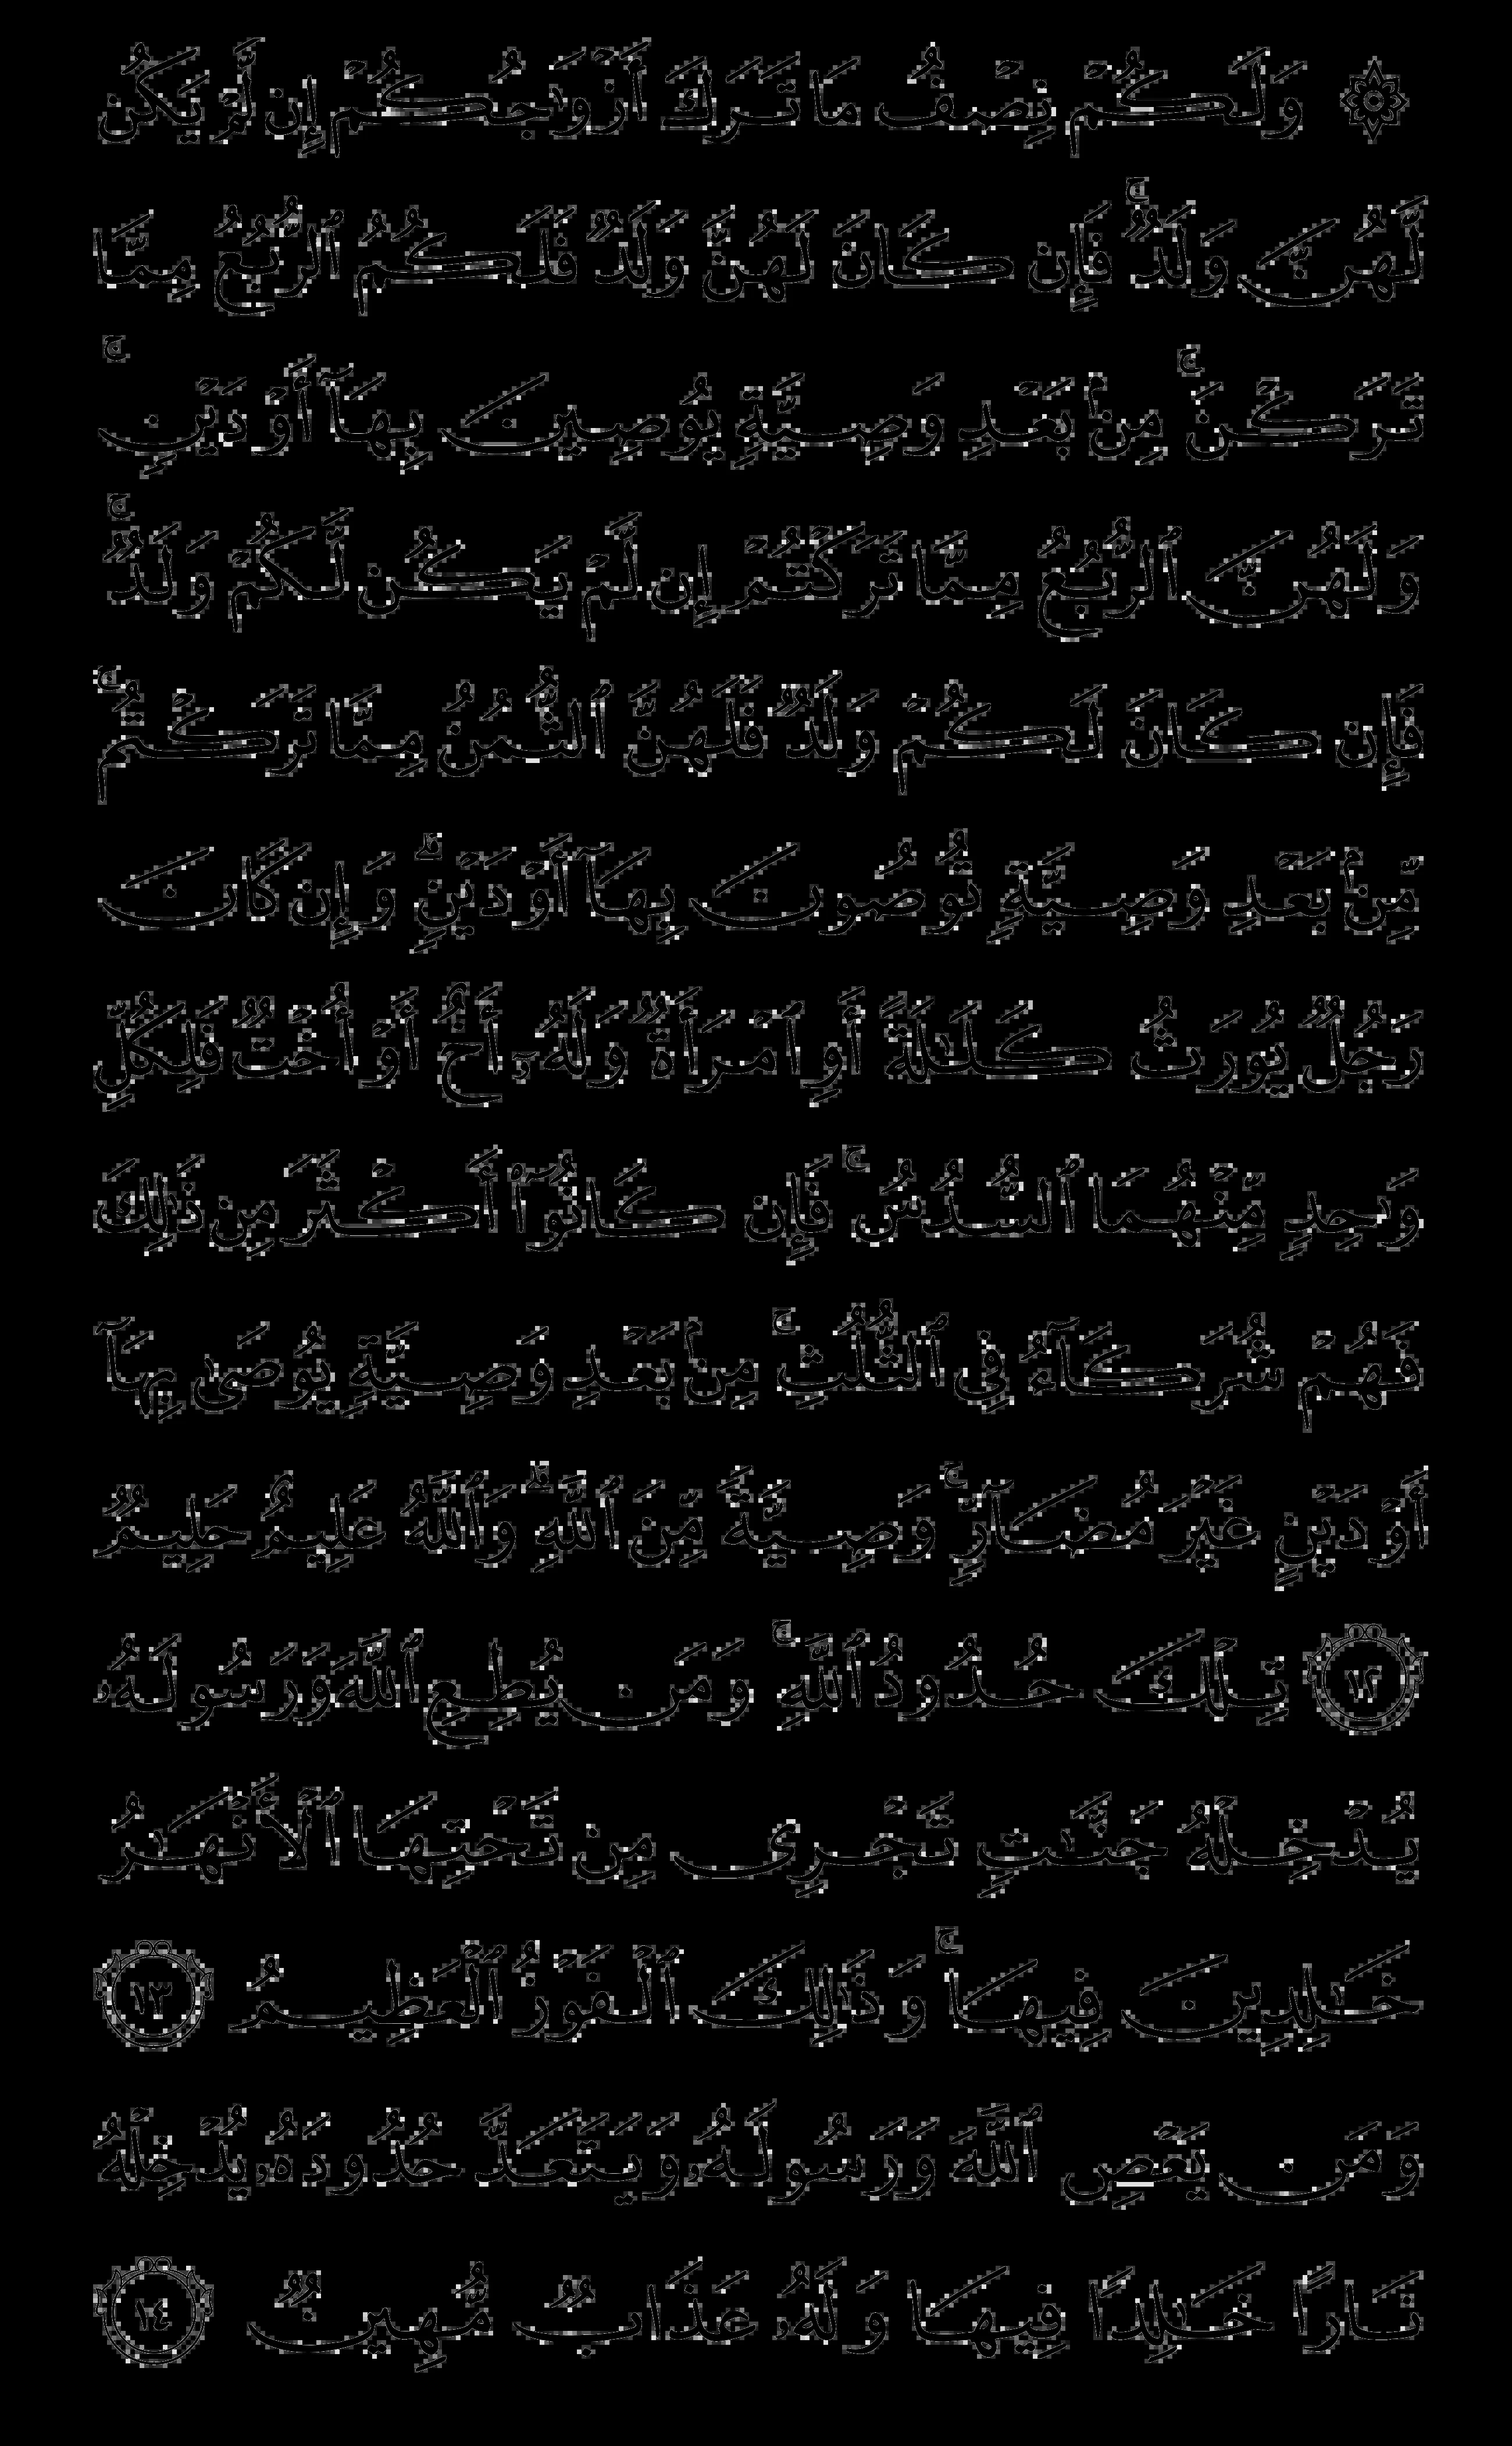 ۞ وَلَكُمْ نِصْفُ مَا تَرَكَ أَزْوَٰجُكُمْ إِن لَّمْ يَكُن
لَّهُنَّ وَلَدٌۭ ۚ فَإِن كَانَ لَهُنَّ وَلَدٌۭ فَلَكُمُ ٱلرُّبُعُ مِمَّا
تَرَكْنَ ۚ مِنۢ بَعْدِ وَصِيَّةٍۢ يُوصِينَ بِهَآ أَوْ دَيْنٍۢ ۚ
وَلَهُنَّ ٱلرُّبُعُ مِمَّا تَرَكْتُمْ إِن لَّمْ يَكُن لَّكُمْ وَلَدٌۭ ۚ
فَإِن كَانَ لَكُمْ وَلَدٌۭ فَلَهُنَّ ٱلثُّمُنُ مِمَّا تَرَكْتُم ۚ
مِّنۢ بَعْدِ وَصِيَّةٍۢ تُوصُونَ بِهَآ أَوْ دَيْنٍۢ ۗ وَإِن كَانَ
رَجُلٌۭ يُورَثُ كَلَـٰلَةً أَوِ ٱمْرَأَةٌۭ وَلَهُۥٓ أَخٌ أَوْ أُخْتٌۭ فَلِكُلِّ
وَٰحِدٍۢ مِّنْهُمَا ٱلسُّدُسُ ۚ فَإِن كَانُوٓا۟ أَكْثَرَ مِن ذَٰلِكَ
فَهُمْ شُرَكَآءُ فِى ٱلثُّلُثِ ۚ مِنۢ بَعْدِ وَصِيَّةٍۢ يُوصَىٰ بِهَآ
أَوْ دَيْنٍ غَيْرَ مُضَآرٍّۢ ۚ وَصِيَّةًۭ مِّنَ ٱللَّهِ ۗ وَٱللَّهُ عَلِيمٌ حَلِيمٌۭ
١٢ تِلْكَ حُدُودُ ٱللَّهِ ۚ وَمَن يُطِعِ ٱللَّهَ وَرَسُولَهُۥ
يُدْخِلْهُ جَنَّـٰتٍۢ تَجْرِى مِن تَحْتِهَا ٱلْأَنْهَـٰرُ
خَـٰلِدِينَ فِيهَا ۚ وَذَٰلِكَ ٱلْفَوْزُ ٱلْعَظِيمُ ١٣
وَمَن يَعْصِ ٱللَّهَ وَرَسُولَهُۥ وَيَتَعَدَّ حُدُودَهُۥ يُدْخِلْهُ
نَارًا خَـٰلِدًۭا فِيهَا وَلَهُۥ عَذَابٌۭ مُّهِينٌۭ ١٤